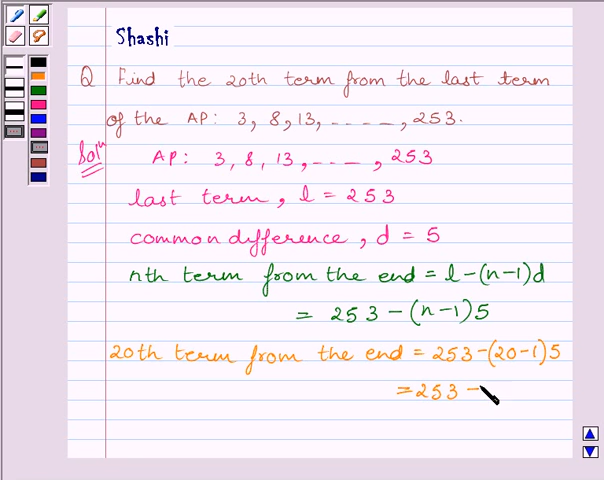 Shashi
Q Find the 20th term from the last term
of the AP: 3, 8, 13, -----, 253.
Solⁿ AP: 3, 8, 13, -----, 253
last term, l = 253
common difference, d = 5
nth term from the end = l - (n-1)d
= 253 - (n-1)5
20th term from the end = 253 - (20-1)5
= 253 -